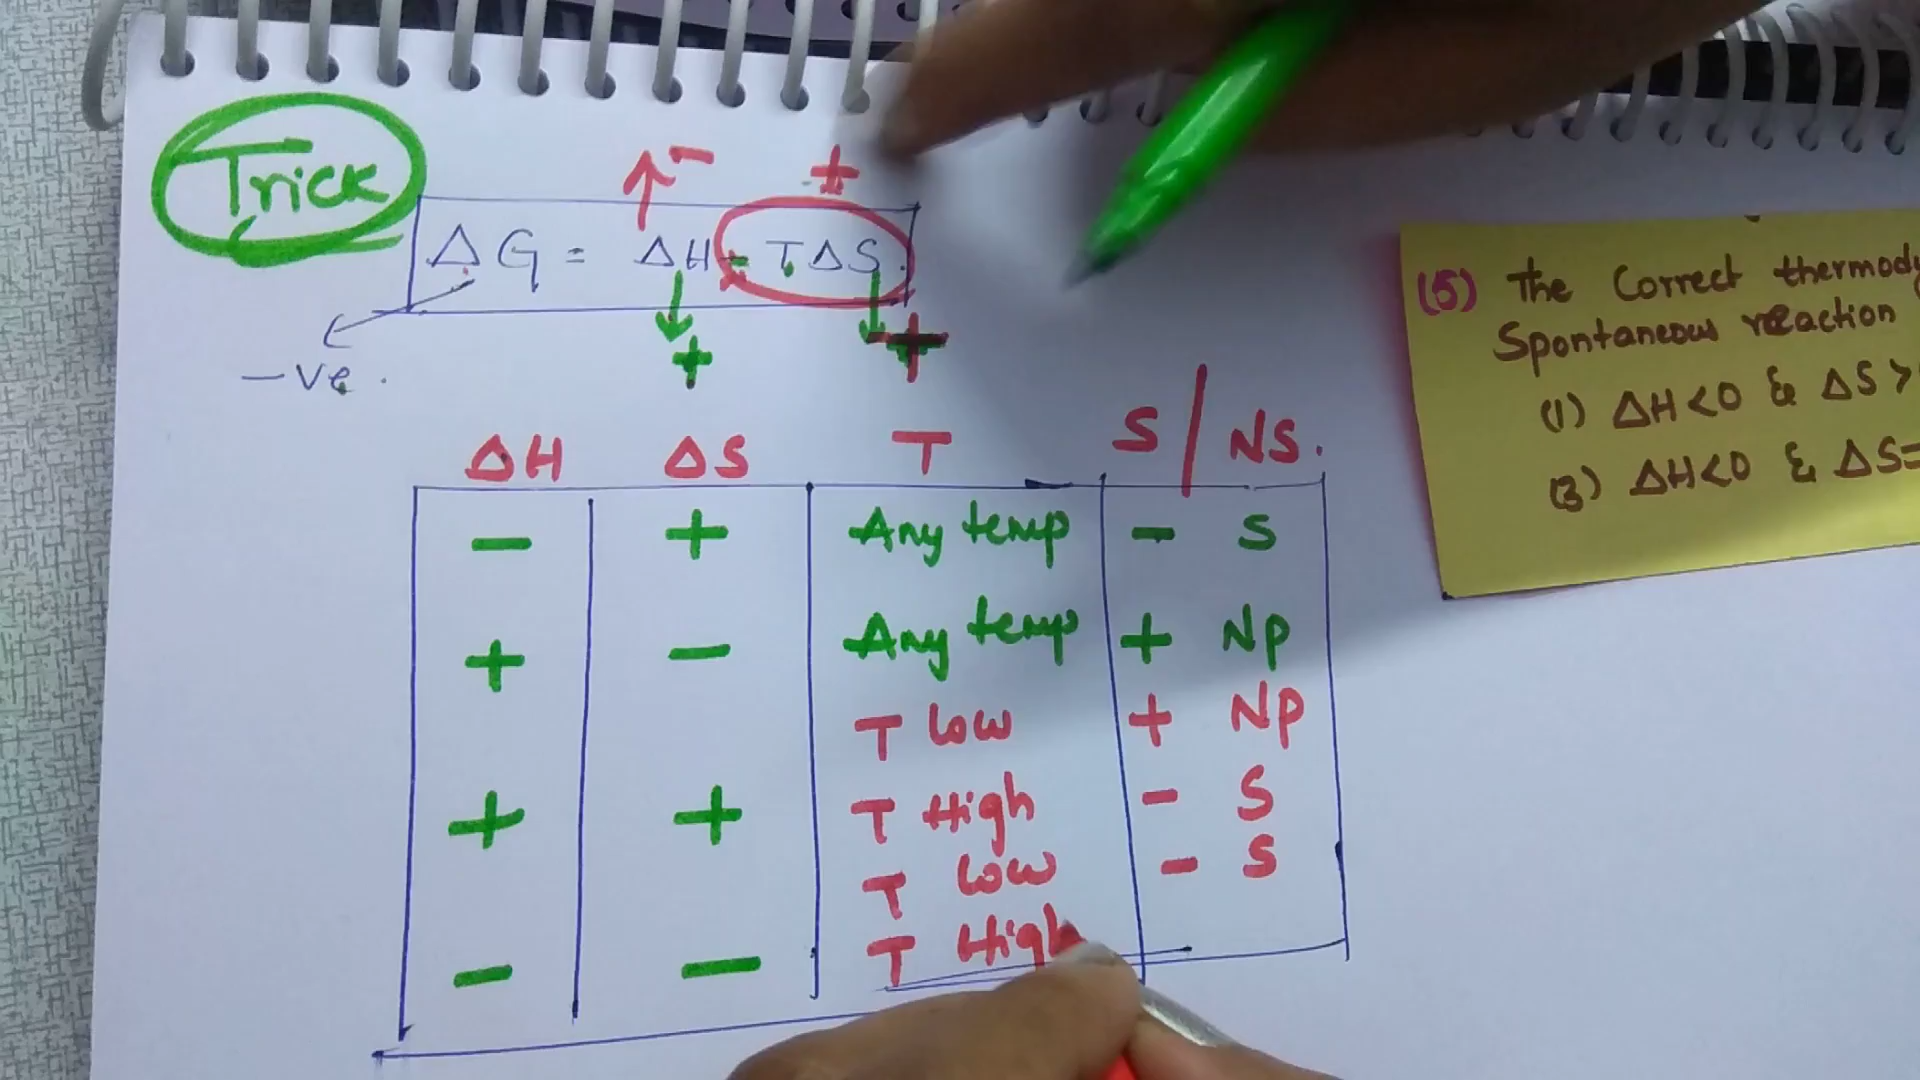 Trick
↑ - +
ΔG = ΔH - TΔS.
+ +
-ve.
ΔH ΔS T S / NS.
- + Any temp - S
+ - Any temp + Np
T Low + Np
+ + T High - S
T Low - S
- - T High
(5) The Correct thermody
Spontaneous reaction
(1) ΔH<0 & ΔS>
(3) ΔH<0 & ΔS=